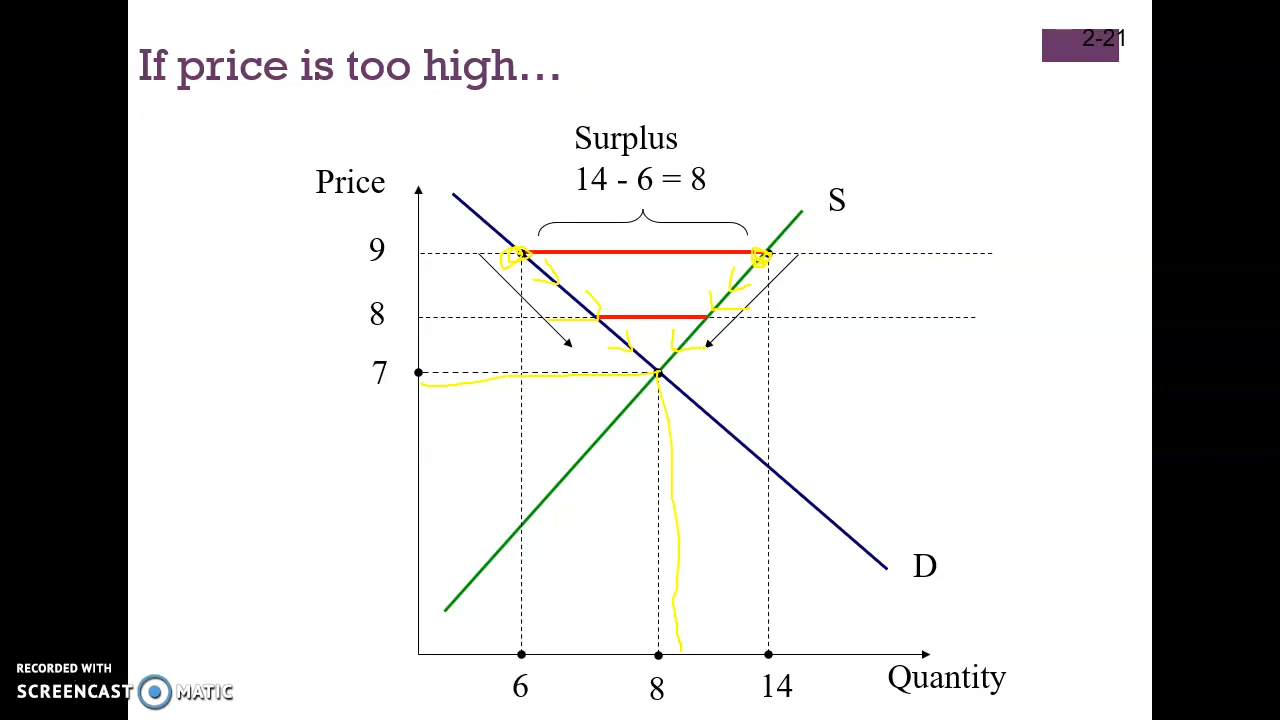 If price is too high…
2-21
Surplus
14 - 6 = 8
Price
S
9
8
7
D
6
8
14
Quantity
RECORDED WITH
SCREENCAST MATIC